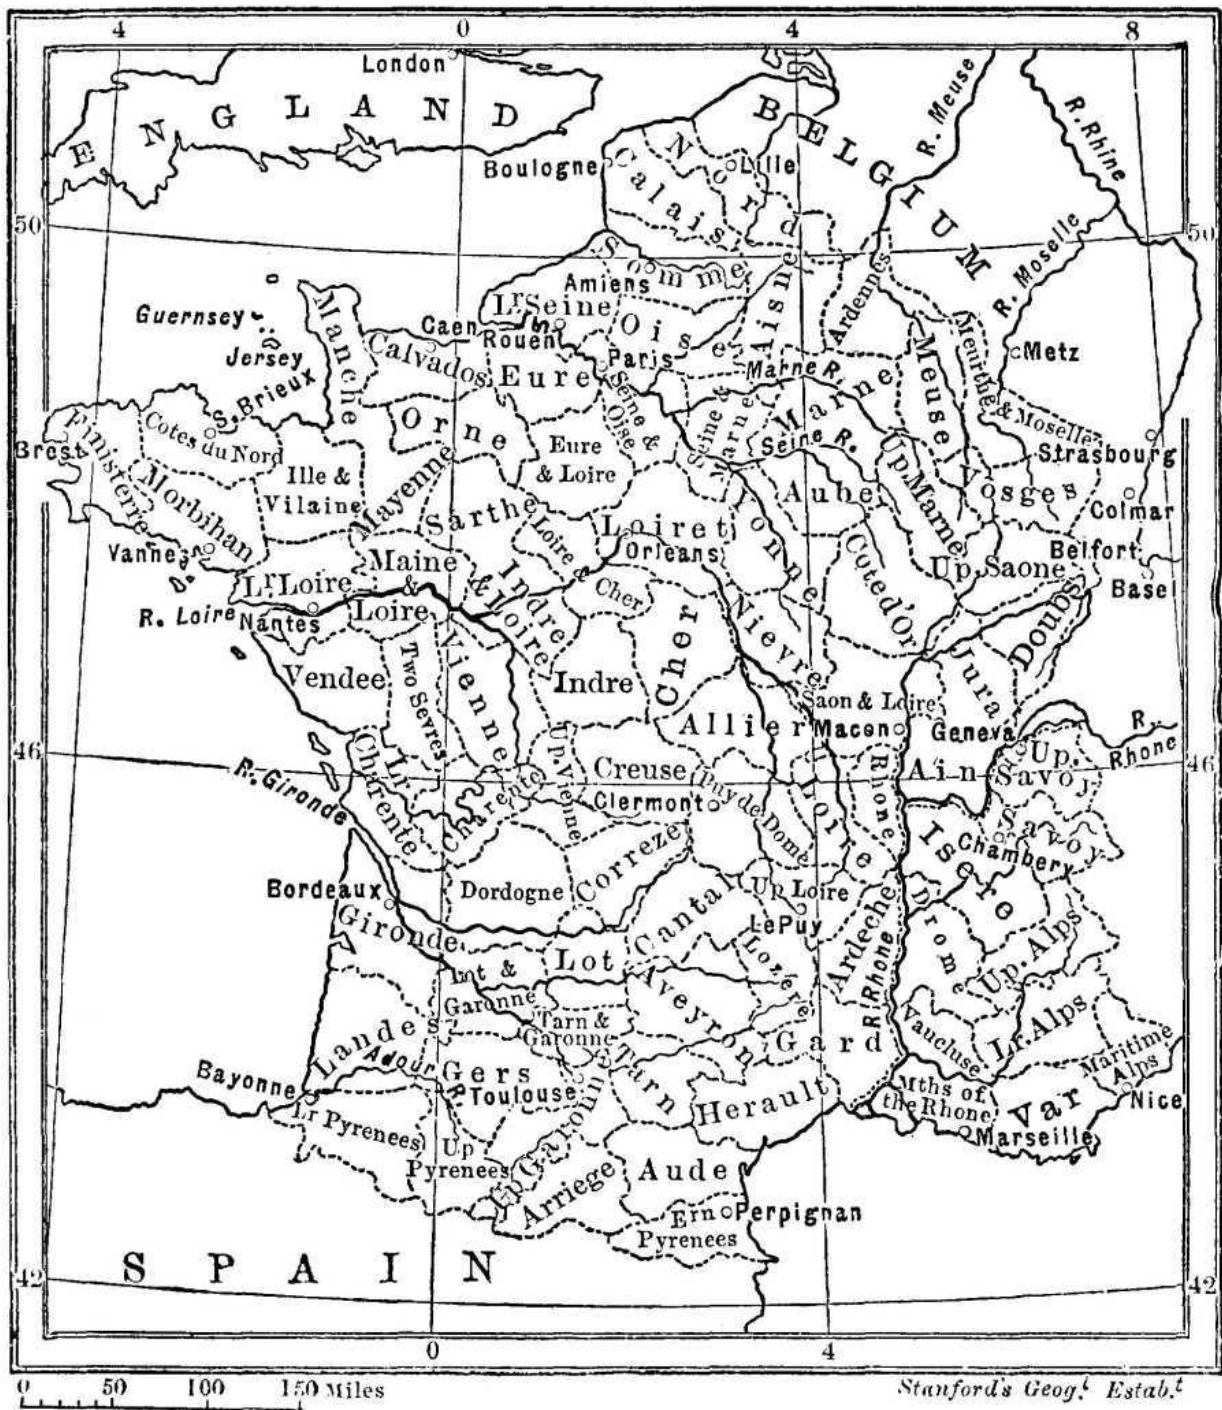 4 0 4 8
London
ENGLAND
BELGIUM
R. Meuse
R. Rhine
Boulogne
Nord
Lille
Calais
50
50
R. Moselle
Somme
Amiens
Aisne
Ardennes
Manche
Guernsey
Jersey
Lr Seine
Caen
Rouen
Oise
Paris
Calvados
Eure
Marne R.
Marne
Meuse
Meurthe & Moselle
Metz
S. Brieux
Cotes du Nord
Finisterre
Brest
Orne
Eure
& Loire
Seine &
Oise
Seine &
Marne
Seine R.
Strasbourg
Ille &
Vilaine
Morbihan
Mayenne
Sarthe
Loiret
Orleans
Yonne
Aube
Up Marne
Vosges
Colmar
Vannes
Maine
&
Loire
Lr Loire
Loire &
Cher
Cote d'Or
Up Saone
Belfort
Basel
R. Loire
Nantes
Indre
& Loire
Nievre
Doubs
Vendee
Two Sevres
Vienne
Indre
Cher
Saon & Loire
Jura
Allier
Macon
Geneva
R.
Rhone
46
46
R. Gironde
Lr
Charente
Charente
Up. Vienne
Creuse
Clermont
Puy de Dome
Loire
Rhone
Ain
Up.
Savoy
Savoy
Chambery
Isere
Bordeaux
Dordogne
Correze
Up Loire
Le Puy
Gironde
Cantal
Ardeche
Drome
Up. Alps
Lot &
Garonne
Lot
Lozere
Aveyron
R. Rhone
Landes
Tarn &
Garonne
Gard
Vaucluse
Lr. Alps
Maritime
Alps
Adour R.
Bayonne
Gers
Toulouse
Tarn
Herault
Mths of.
the Rhone
Var
Nice
Marseille
Lr Pyrenees
Up
Pyrenees
Up Garonne
Arriege
Aude
Ern
Pyrenees
Perpignan
SPAIN
42
42
0 4
0 50 100 150 Miles
Stanford's Geog.t Estab.t